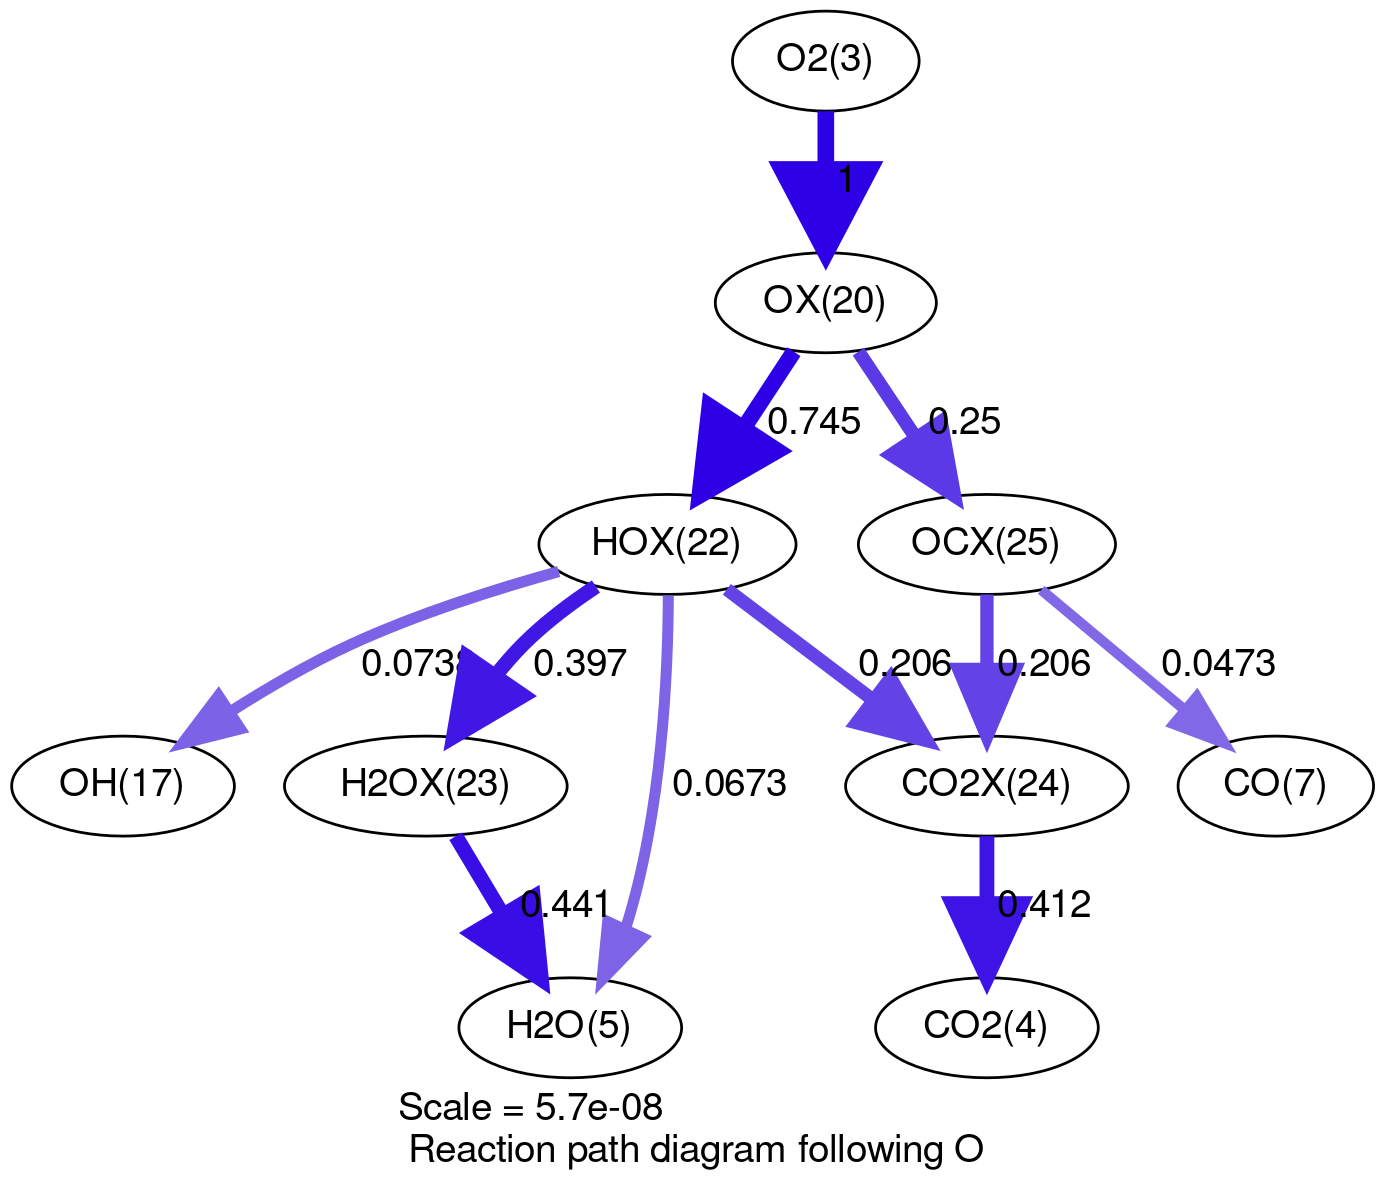 O2(3)
1
OX(20)
0.745
0.25
HOX(22)
OCX(25)
0.0738
0.397
0.206
0.206
0.0473
OH(17)
H2OX(23)
0.0673
CO2X(24)
CO(7)
0.441
0.412
H2O(5)
CO2(4)
Scale = 5.7e-08
Reaction path diagram following O